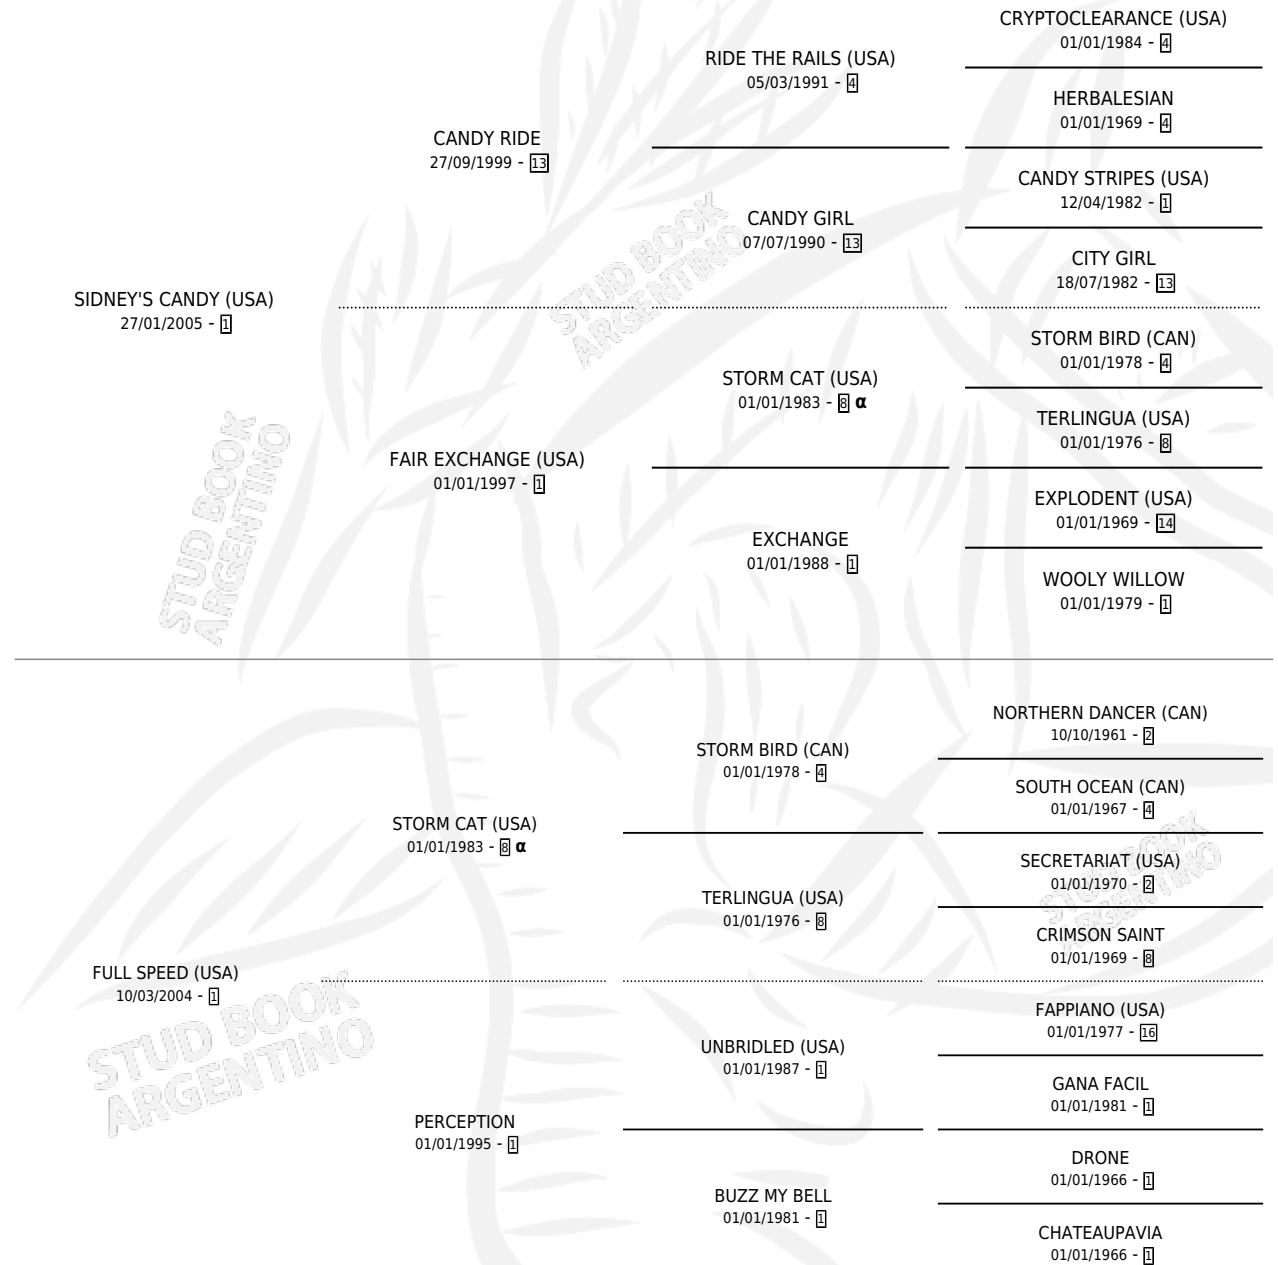 CRYPTOCLEARANCE (USA)
01/01/1984 - 4
RIDE THE RAILS (USA)
05/03/1991 - 4
HERBALESIAN
01/01/1969 - 4
CANDY RIDE
27/09/1999 - 13
CANDY STRIPES (USA)
12/04/1982 - 1
CANDY GIRL
07/07/1990 - 13
CITY GIRL
18/07/1982 - 13
SIDNEY'S CANDY (USA)
27/01/2005 - 1
STORM BIRD (CAN)
01/01/1978 - 4
STORM CAT (USA)
01/01/1983 - 8 α
TERLINGUA (USA)
01/01/1976 - 8
FAIR EXCHANGE (USA)
01/01/1997 - 1
EXPLODENT (USA)
01/01/1969 - 14
EXCHANGE
01/01/1988 - 1
WOOLY WILLOW
01/01/1979 - 1
NORTHERN DANCER (CAN)
10/10/1961 - 2
STORM BIRD (CAN)
01/01/1978 - 4
SOUTH OCEAN (CAN)
01/01/1967 - 4
STORM CAT (USA)
01/01/1983 - 8 α
SECRETARIAT (USA)
01/01/1970 - 2
TERLINGUA (USA)
01/01/1976 - 8
CRIMSON SAINT
01/01/1969 - 8
FULL SPEED (USA)
10/03/2004 - 1
FAPPIANO (USA)
01/01/1977 - 16
UNBRIDLED (USA)
01/01/1987 - 1
GANA FACIL
01/01/1981 - 1
PERCEPTION
01/01/1995 - 1
DRONE
01/01/1966 - 1
BUZZ MY BELL
01/01/1981 - 1
CHATEAUPAVIA
01/01/1966 - 1
STUD BOOK
ARGENTINO
STUD BOOK
ARGENTINO
STUD BOOK
ARGENTINO
STUD BOOK
ARGENTINO